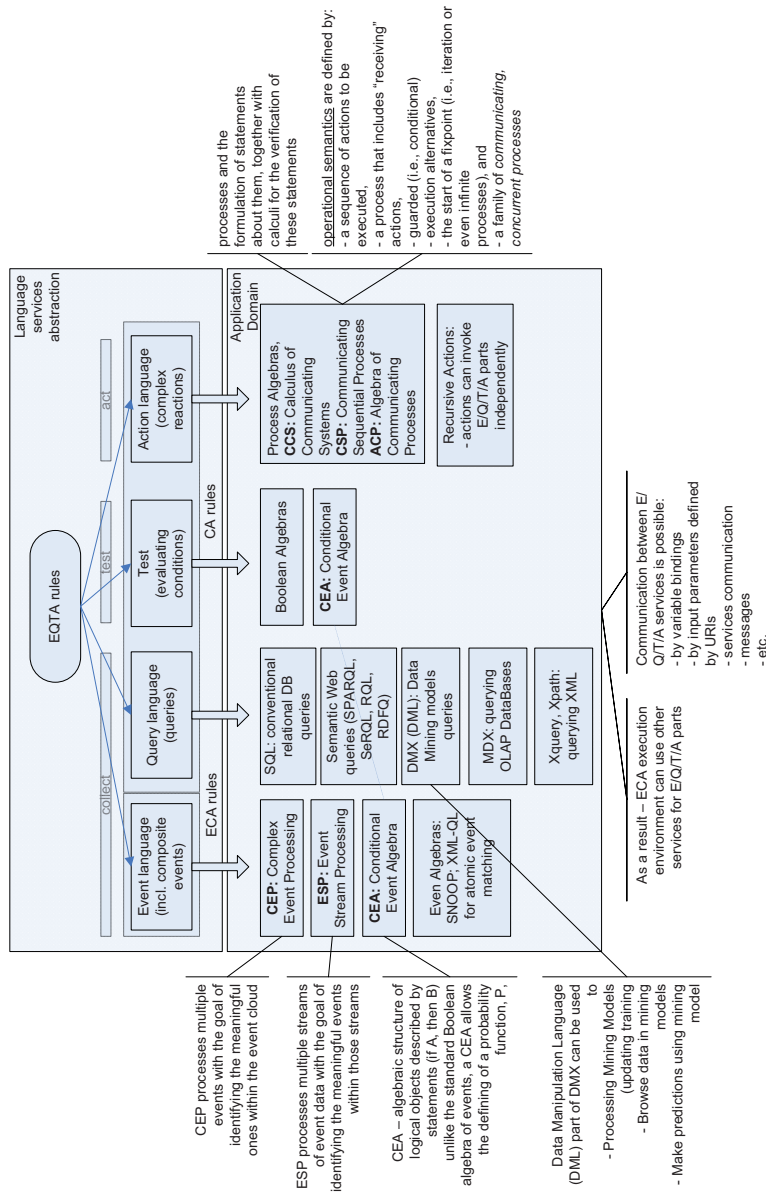 Language
services
abstraction
EQTA rules
collect
test
act
Event language
(incl. composite
events)
Query language
(queries)
Test
(evaluating
conditions)
Action language
(complex
reactions)
ECA rules
CA rules
Application
Domain
CEP: Complex
Event Processing
ESP: Event
Stream Processing
CEA: Conditional
Event Algebra
Even Algebras:
SNOOP; XML-QL
for atomic event
matching
SQL: conventional
relational DB
queries
Semantic Web
queries (SPARQL,
SeRQL, RQL,
RDFQ)
DMX (DML): Data
Mining models
queries
MDX: querying
OLAP DataBases
Xquery, Xpath:
querying XML
Boolean Algebras
CEA: Conditional
Event Algebra
Process Algebras,
CCS: Calculus of
Communicating
Systems
CSP: Communicating
Sequential Processes
ACP: Algebra of
Communicating
Processes
Recursive Actions:
- actions can invoke
E/Q/T/A parts
independently
CEP processes multiple
events with the goal of
identifying the meaningful
ones within the event cloud
ESP processes multiple streams
of event data with the goal of
identifying the meaningful events
within those streams
CEA – algebraic structure of
logical objects described by
statements (if A, then B)
unlike the standard Boolean
algebra of events, a CEA allows
the defining of a probability
function, P,
Data Manipulation Language
(DML) part of DMX can be used
to
- Processing Mining Models
(updating training)
- Browse data in mining
models
- Make predictions using mining
model
As a result – ECA execution
environment can use other
services for E/Q/T/A parts
Communication between E/
Q/T/A services is possible:
- by variable bindings
- by input parameters defined
by URIs
- services communication
- messages
- etc.
processes and the
formulation of statements
about them, together with
calculi for the verification of
these statements
operational semantics are defined by:
- a sequence of actions to be
executed,
- a process that includes “receiving”
actions,
- guarded (i.e., conditional)
- execution alternatives,
- the start of a fixpoint (i.e., iteration or
even infinite
processes), and
- a family of communicating,
concurrent processes